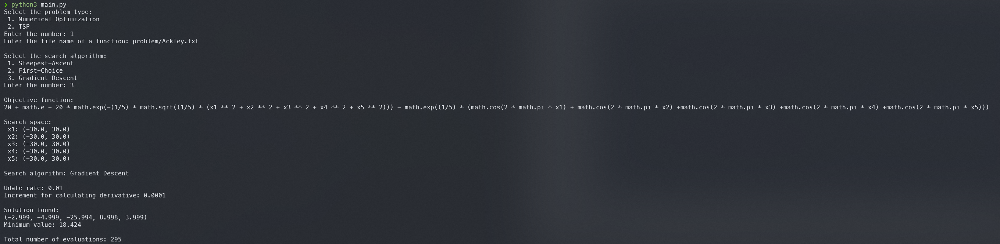 ❯ python3 main.py
Select the problem type:
 1. Numerical Optimization
 2. TSP
Enter the number: 1
Enter the file name of a function: problem/Ackley.txt

Select the search algorithm:
 1. Steepest-Ascent
 2. First-Choice
 3. Gradient Descent
Enter the number: 3

Objective function:
20 + math.e - 20 * math.exp(-(1/5) * math.sqrt((1/5) * (x1 ** 2 + x2 ** 2 + x3 ** 2 + x4 ** 2 + x5 ** 2))) - math.exp((1/5) * (math.cos(2 * math.pi * x1) + math.cos(2 * math.pi * x2) +math.cos(2 * math.pi * x3) +math.cos(2 * math.pi * x4) +math.cos(2 * math.pi * x5)))

Search space:
 x1: (-30.0, 30.0)
 x2: (-30.0, 30.0)
 x3: (-30.0, 30.0)
 x4: (-30.0, 30.0)
 x5: (-30.0, 30.0)

Search algorithm: Gradient Descent

Udate rate: 0.01
Increment for calculating derivative: 0.0001

Solution found:
(-2.999, -4.999, -25.994, 8.998, 3.999)
Minimum value: 18.424

Total number of evaluations: 295